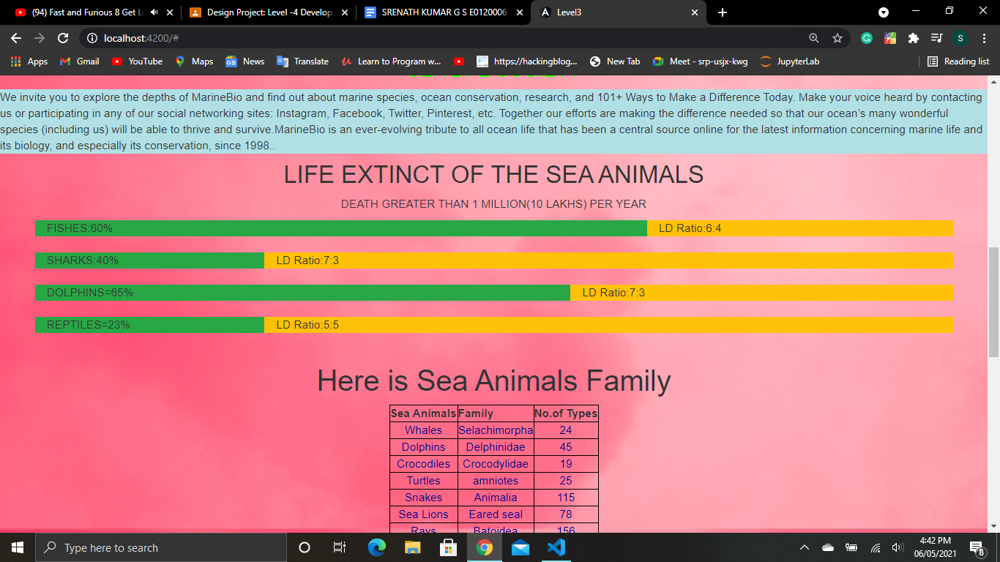 (94) Fast and Furious 8 Get L
Design Project: Level -4 Develop
SRENATH KUMAR G S E0120006
Level3
localhost:4200/#
S
Apps
Gmail
YouTube
Maps
News
Translate
Learn to Program w...
https://hackingblog...
New Tab
Meet - srp-usjx-kwg
JupyterLab
Reading list
We invite you to explore the depths of MarineBio and find out about marine species, ocean conservation, research, and 101+ Ways to Make a Difference Today. Make your voice heard by contacting
us or participating in any of our social networking sites: Instagram, Facebook, Twitter, Pinterest, etc. Together our efforts are making the difference needed so that our ocean's many wonderful
species (including us) will be able to thrive and survive.MarineBio is an ever-evolving tribute to all ocean life that has been a central source online for the latest information concerning marine life and
its biology, and especially its conservation, since 1998..
LIFE EXTINCT OF THE SEA ANIMALS
DEATH GREATER THAN 1 MILLION(10 LAKHS) PER YEAR
FISHES:60% LD Ratio:6:4
SHARKS:40% LD Ratio:7:3
DOLPHINS=65% LD Ratio:7:3
REPTILES=23% LD Ratio:5:5
Here is Sea Animals Family
Sea Animals Family No.of Types
Whales Selachimorpha 24
Dolphins Delphinidae 45
Crocodiles Crocodylidae 19
Turtles amniotes 25
Snakes Animalia 115
Sea Lions Eared seal 78
Rays Batoidea 156
Type here to search
4:42 PM
06/05/2021
8